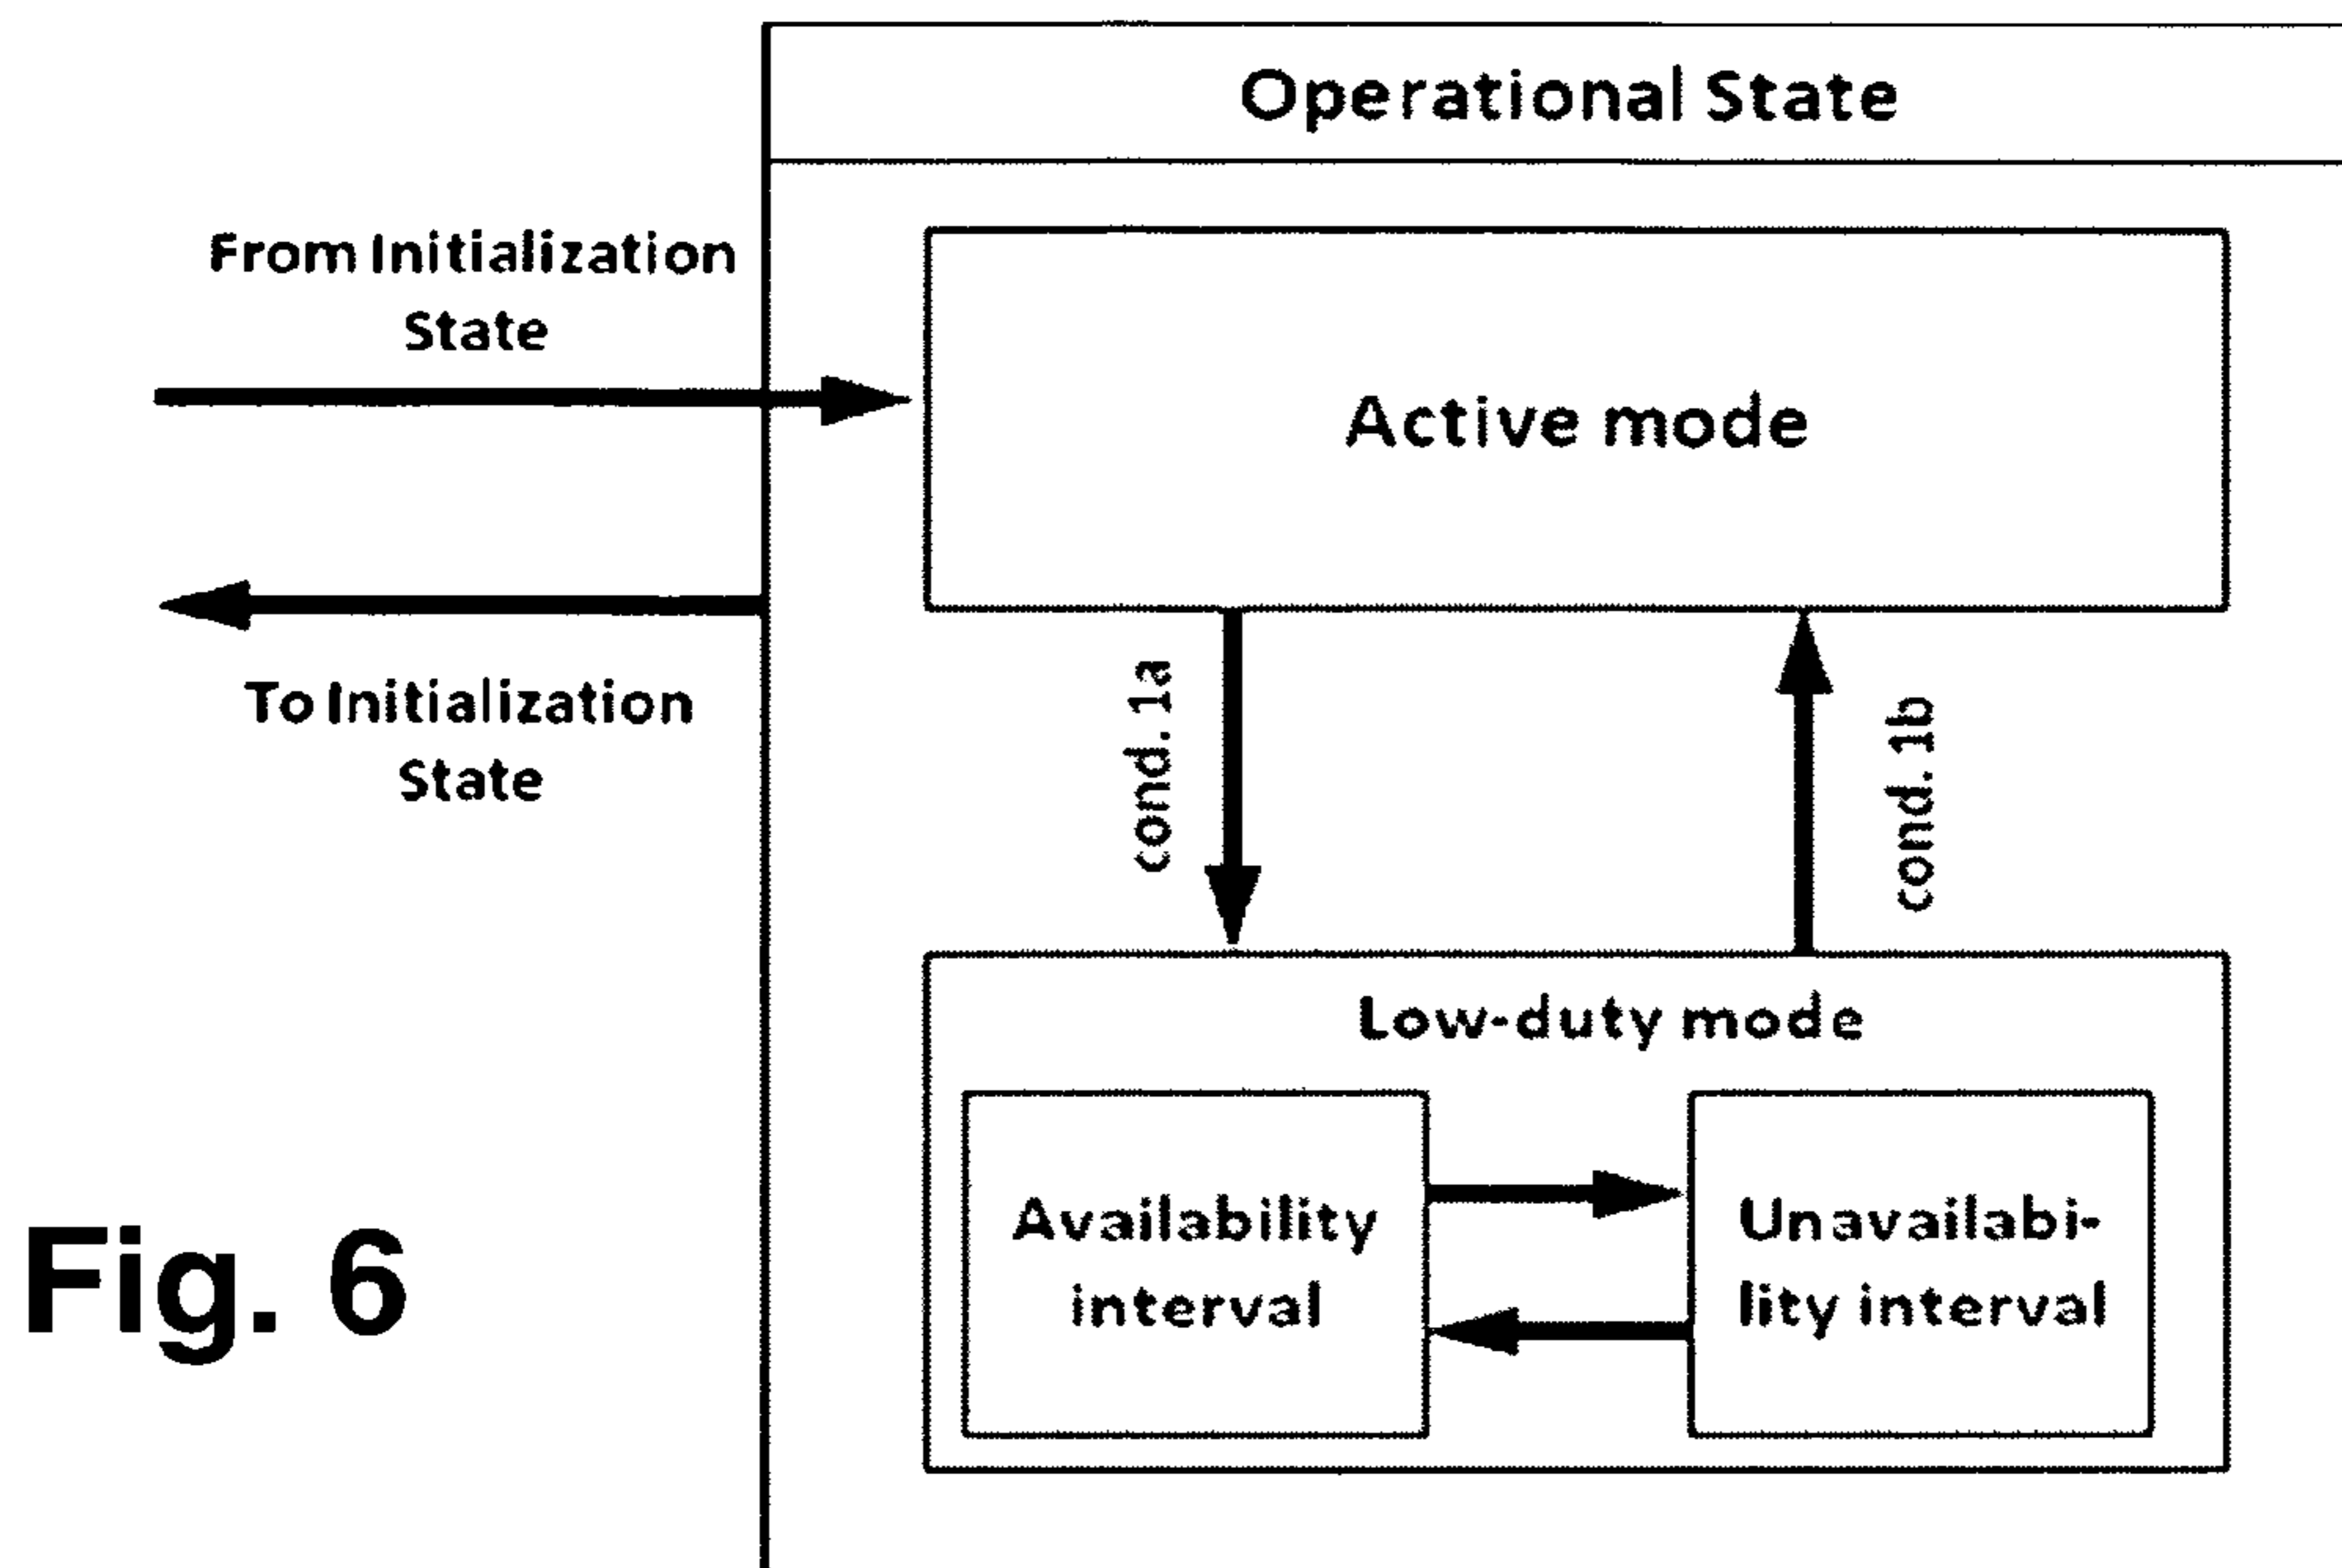 Operational State
From Initialization
State
Active mode
To Initialization
State
cond. 1a
cond. 1b
Low-duty mode
Availability
interval
Unavailabi-
lity interval
Fig. 6